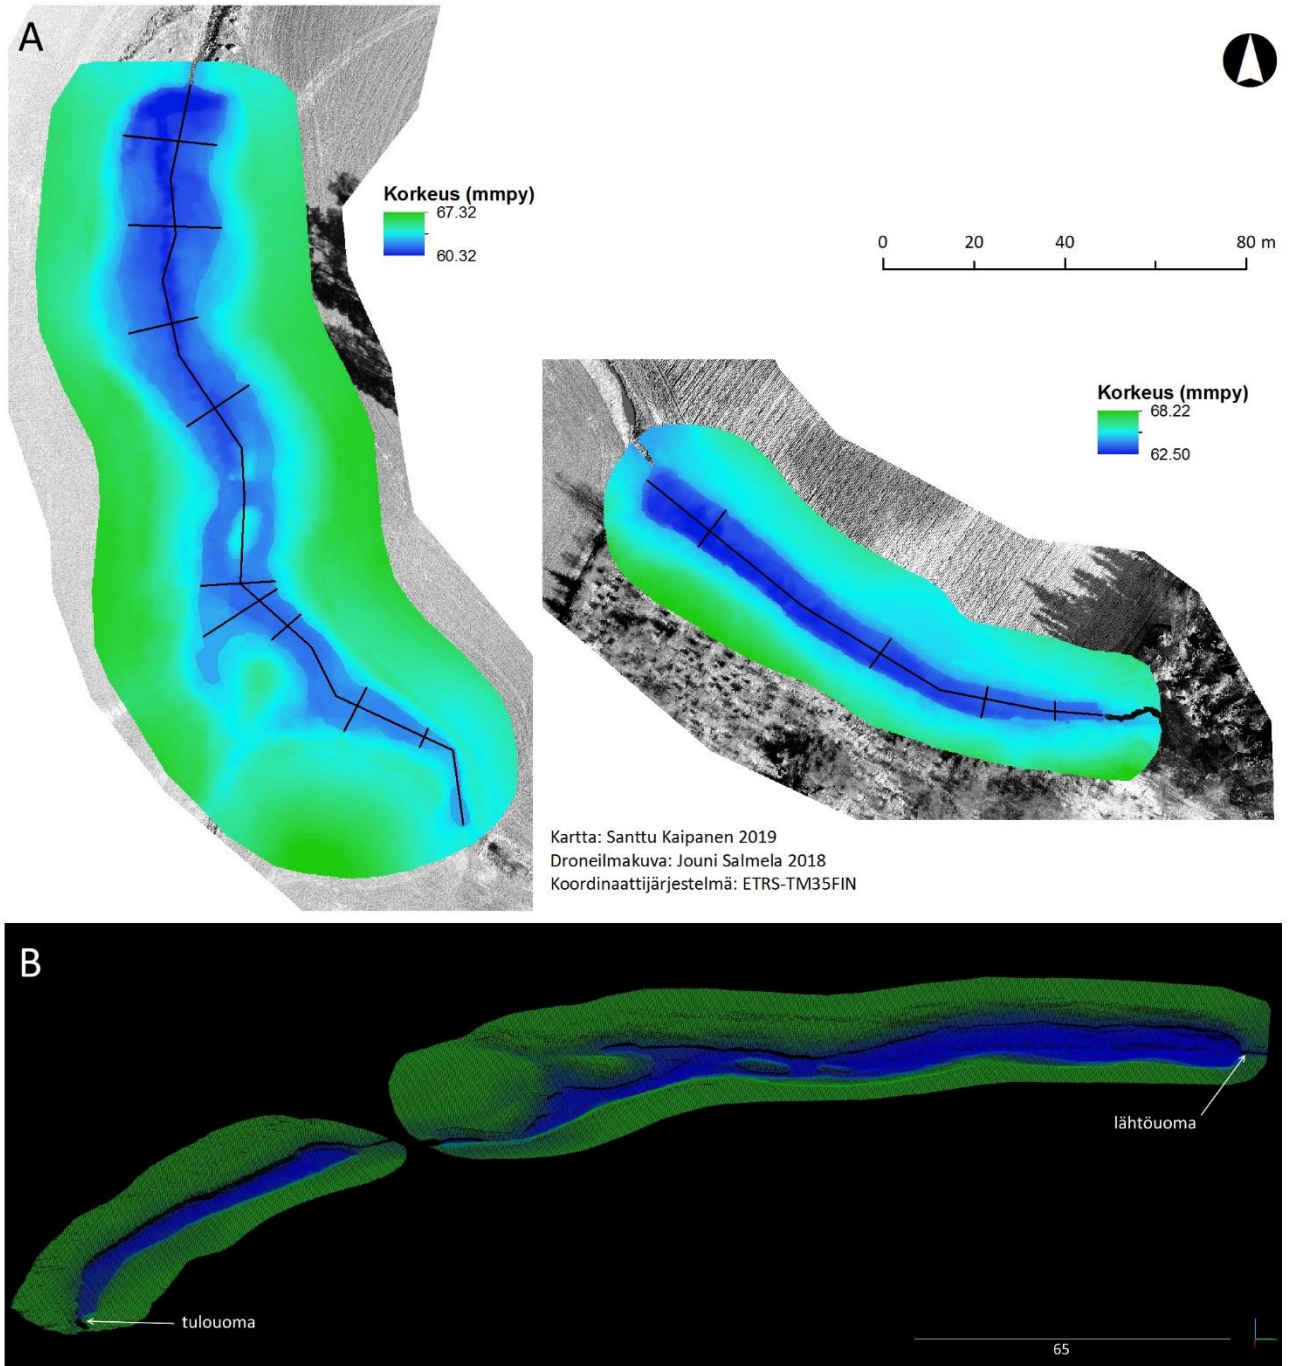 A
Korkeus (mmpy)
67.32
60.32
0 20 40 80 m
Korkeus (mmpy)
68.22
62.50
Kartta: Santtu Kaipanen 2019
Droneilmakuva: Jouni Salmela 2018
Koordinaattijärjestelmä: ETRS-TM35FIN
B
lähtöuoma
tulouoma
65